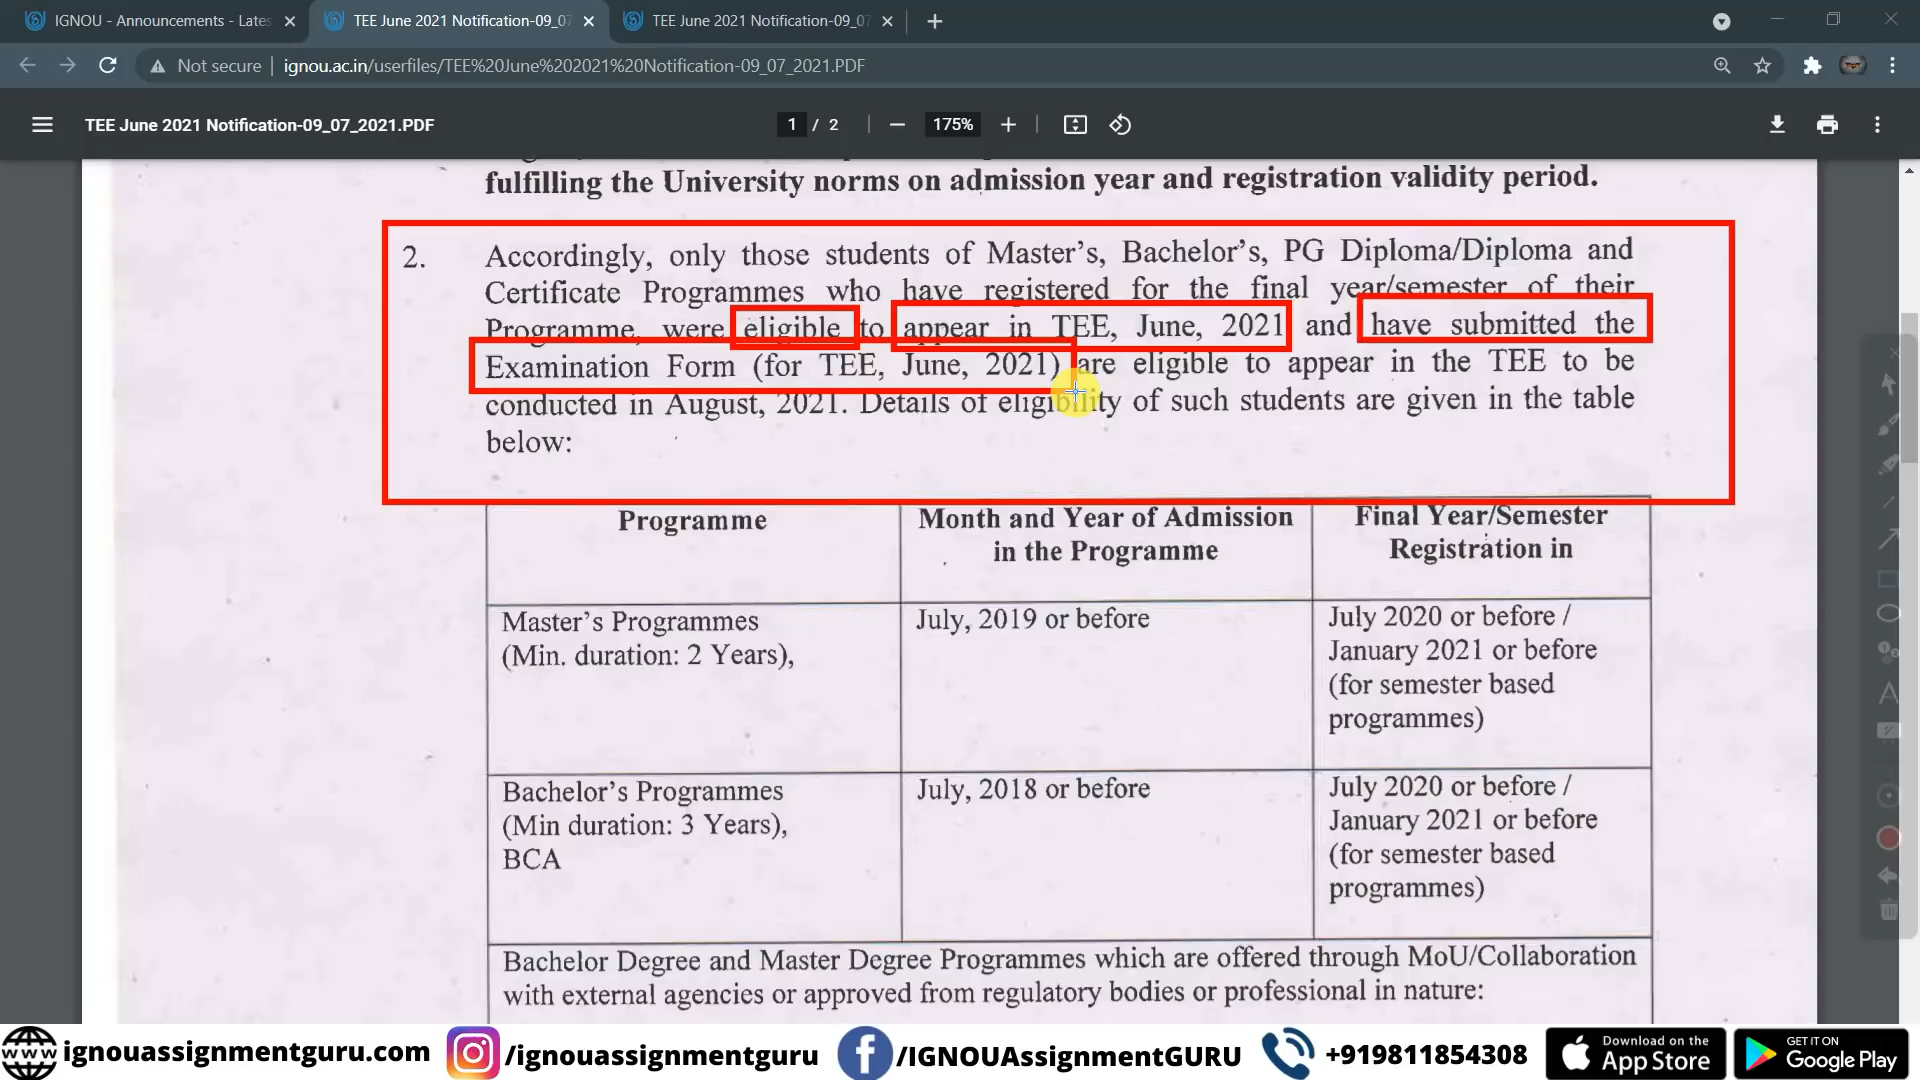 IGNOU - Announcements - Lates
TEE June 2021 Notification-09_07
TEE June 2021 Notification-09_07
Not secure | ignou.ac.in/userfiles/TEE%20June%202021%20Notification-09_07_2021.PDF
TEE June 2021 Notification-09_07_2021.PDF
1 / 2
175%
fulfilling the University norms on admission year and registration validity period.
2. Accordingly, only those students of Master's, Bachelor's, PG Diploma/Diploma and
Certificate Programmes who have registered for the final year/semester of their
Programme, were eligible to appear in TEE, June, 2021 and have submitted the
Examination Form (for TEE, June, 2021) are eligible to appear in the TEE to be
conducted in August, 2021. Details of eligibility of such students are given in the table
below:
Programme
Month and Year of Admission
in the Programme
Final Year/Semester
Registration in
Master's Programmes
(Min. duration: 2 Years),
July, 2019 or before
July 2020 or before /
January 2021 or before
(for semester based
programmes)
Bachelor's Programmes
(Min duration: 3 Years),
BCA
July, 2018 or before
July 2020 or before /
January 2021 or before
(for semester based
programmes)
Bachelor Degree and Master Degree Programmes which are offered through MoU/Collaboration
with external agencies or approved from regulatory bodies or professional in nature:
www ignouassignmentguru.com
/ignouassignmentguru
/IGNOUAssignmentGURU
+919811854308
Download on the
App Store
GET IT ON
Google Play